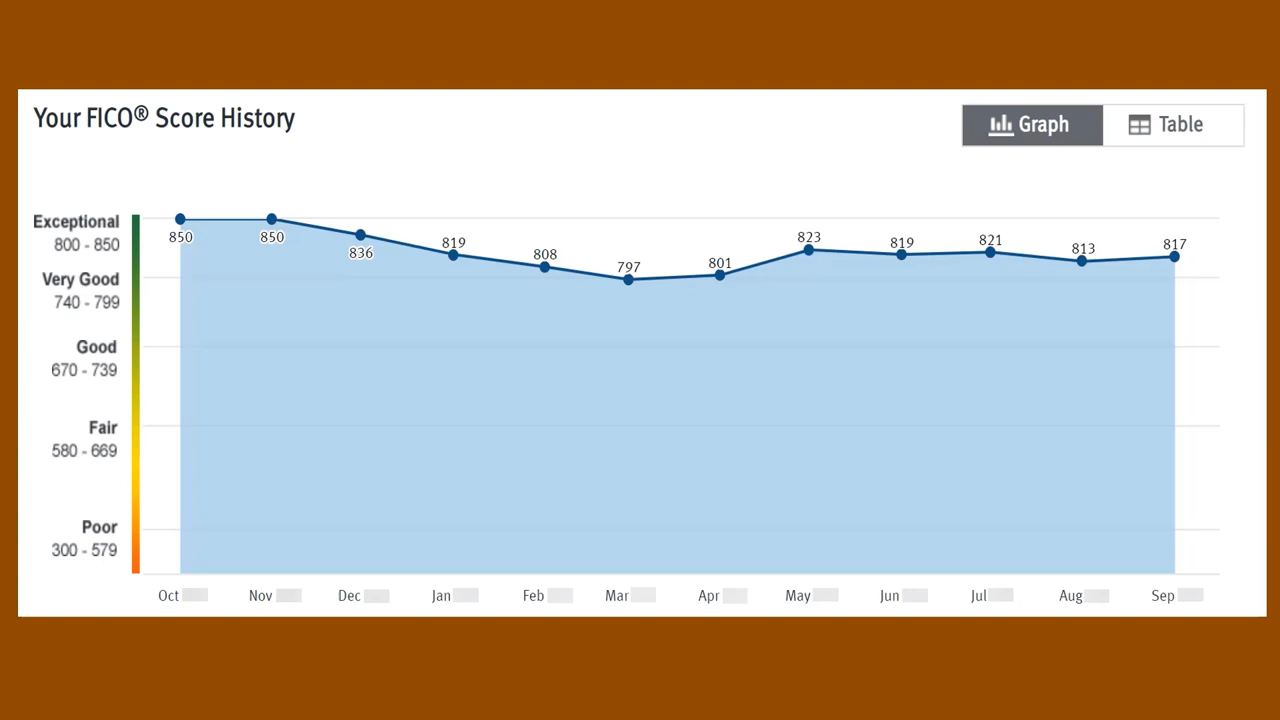 Your FICO® Score History
Graph
Table
Exceptional
800 - 850
Very Good
740 - 799
Good
670 - 739
Fair
580 - 669
Poor
300 - 579
850
850
836
819
808
797
801
823
819
821
813
817
Oct
Nov
Dec
Jan
Feb
Mar
Apr
May
Jun
Jul
Aug
Sep